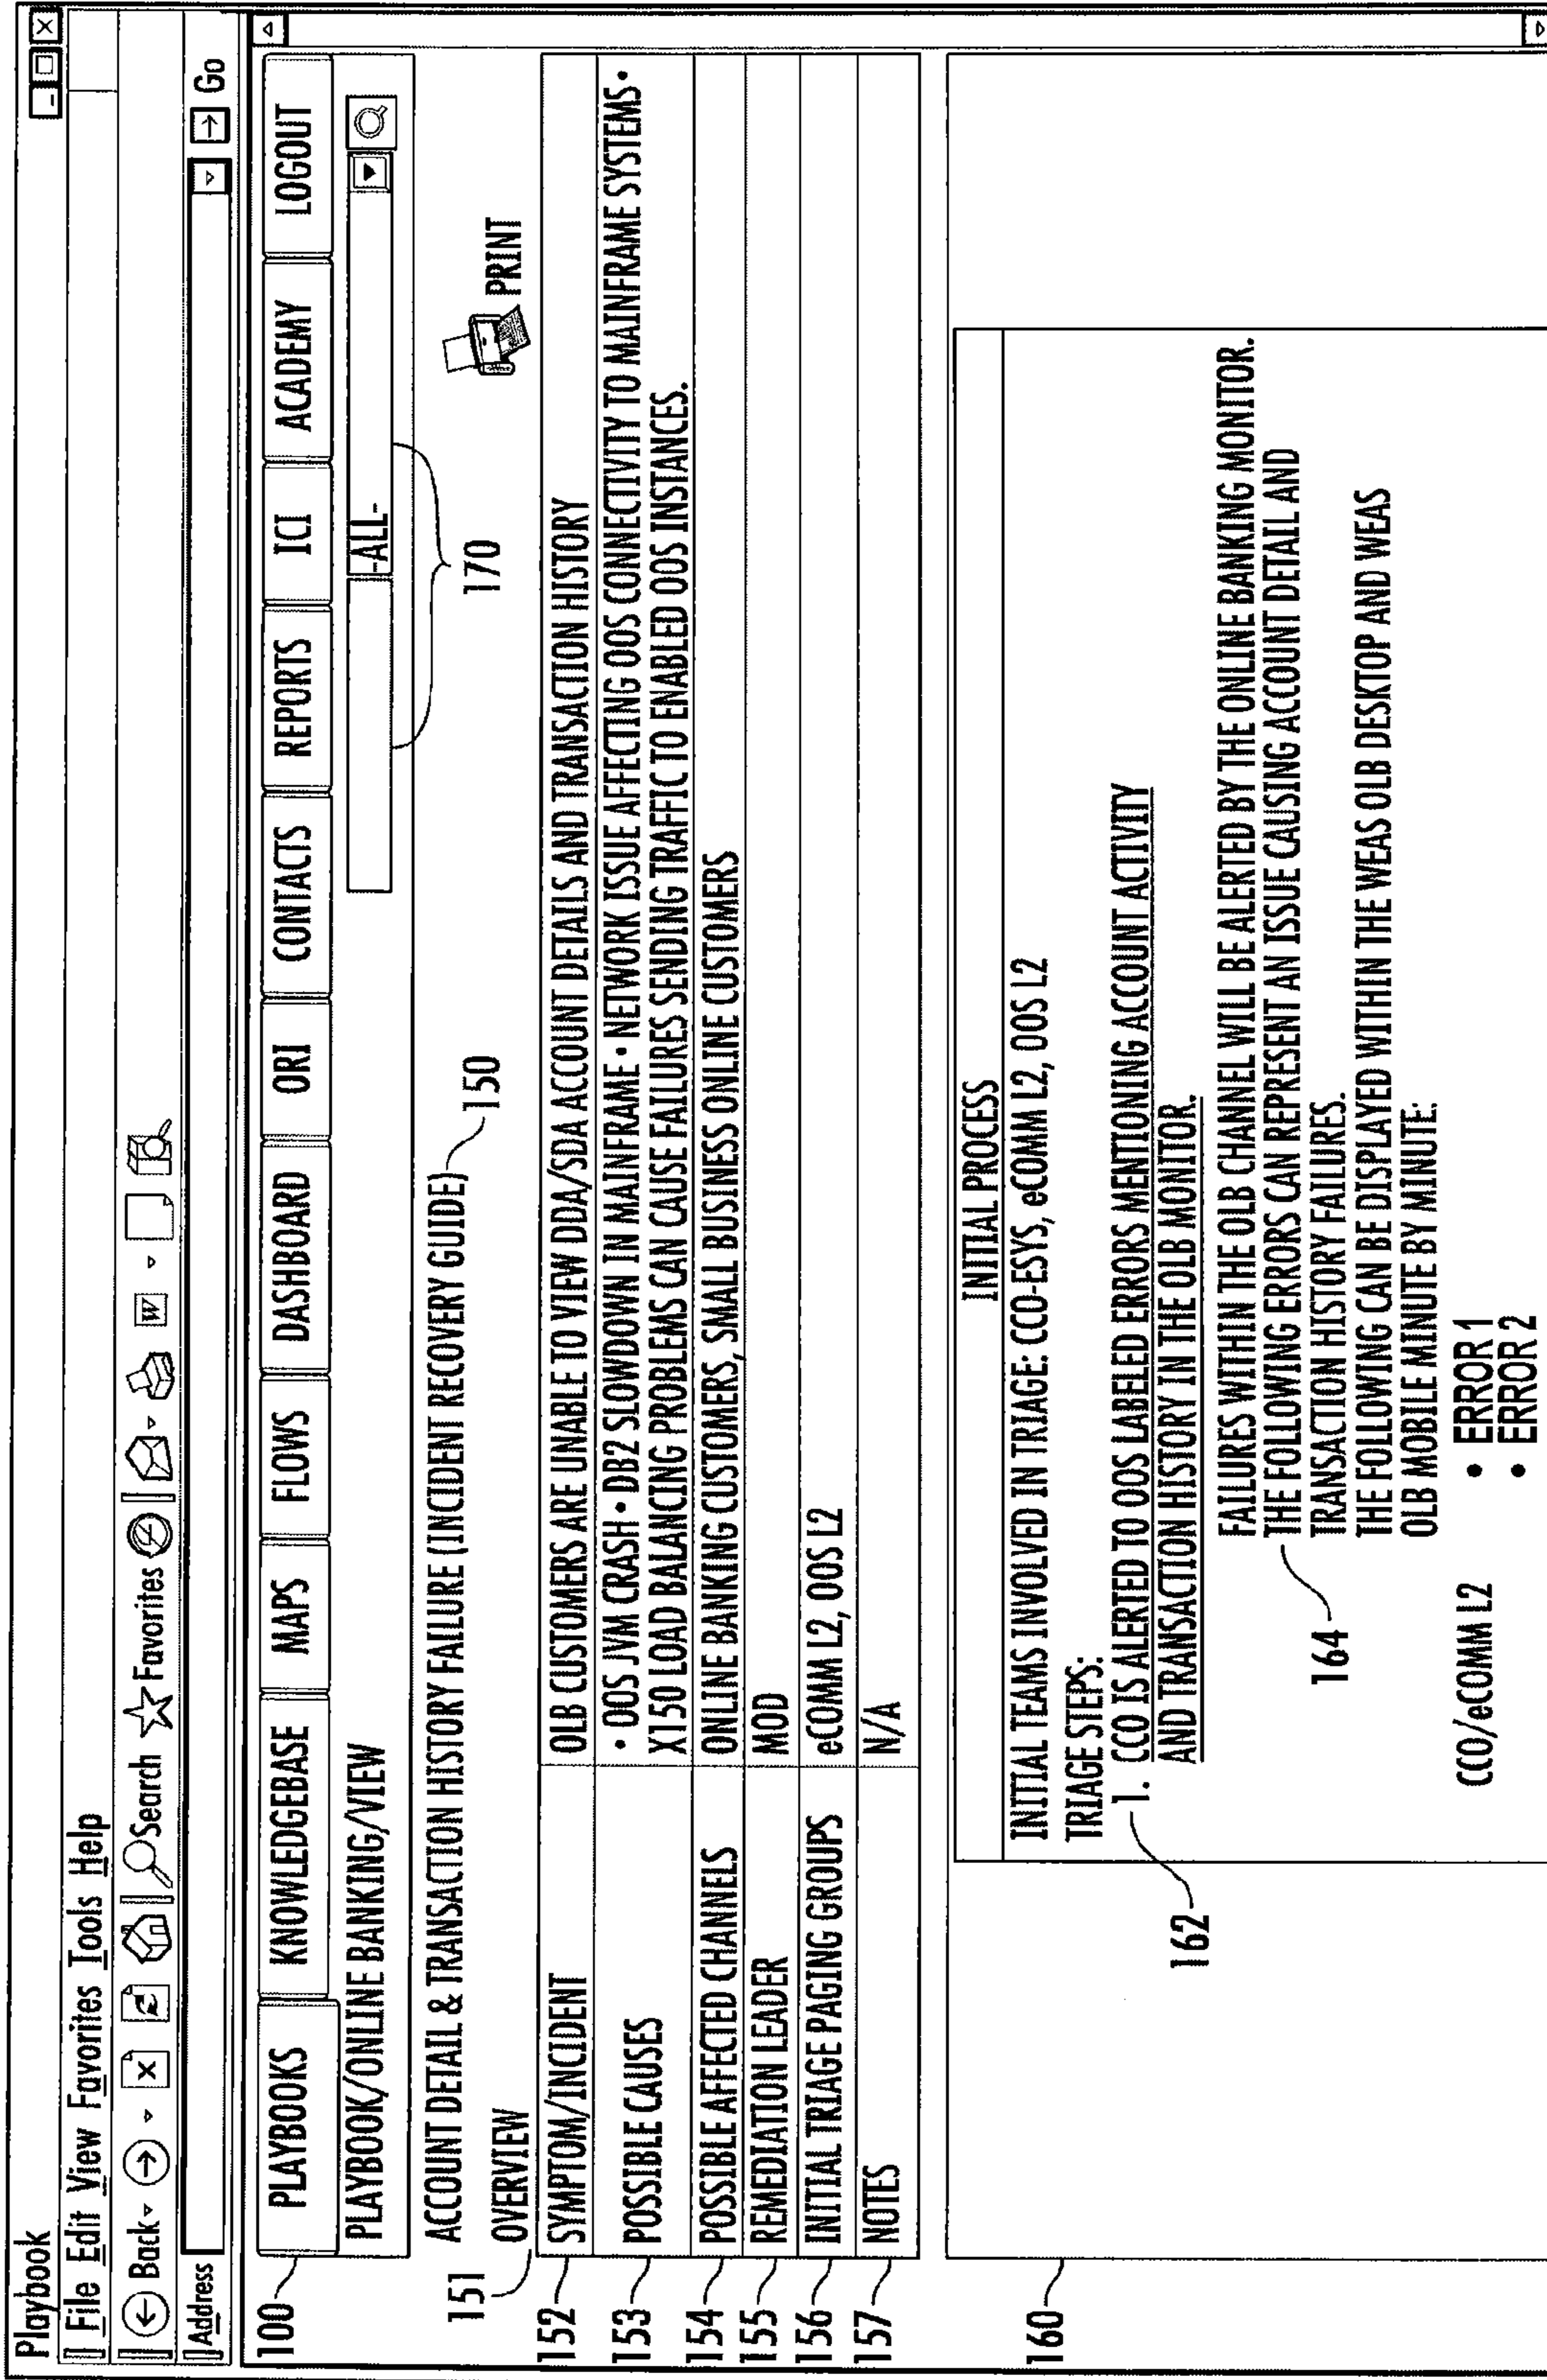 Playbook
File Edit View Favorites Tools Help
Back Search Favorites W
Address Go
100 PLAYBOOKS KNOWLEDGEBASE MAPS FLOWS DASHBOARD ORI CONTACTS REPORTS ICI ACADEMY LOGOUT
PLAYBOOK/ONLINE BANKING/VIEW -ALL-
170
ACCOUNT DETAIL & TRANSACTION HISTORY FAILURE (INCIDENT RECOVERY GUIDE) 150
PRINT
151 OVERVIEW
152 SYMPTOM/INCIDENT OLB CUSTOMERS ARE UNABLE TO VIEW DDA/SDA ACCOUNT DETAILS AND TRANSACTION HISTORY
153 POSSIBLE CAUSES • OOS JVM CRASH • DB2 SLOWDOWN IN MAINFRAME • NETWORK ISSUE AFFECTING OOS CONNECTIVITY TO MAINFRAME SYSTEMS •
X150 LOAD BALANCING PROBLEMS CAN CAUSE FAILURES SENDING TRAFFIC TO ENABLED OOS INSTANCES.
154 POSSIBLE AFFECTED CHANNELS ONLINE BANKING CUSTOMERS, SMALL BUSINESS ONLINE CUSTOMERS
155 REMEDIATION LEADER MOD
156 INITIAL TRIAGE PAGING GROUPS eCOMM L2, OOS L2
157 NOTES N/A
160
INITIAL PROCESS
INITIAL TEAMS INVOLVED IN TRIAGE: CCO-ESYS, eCOMM L2, OOS L2
TRIAGE STEPS:
162 1. CCO IS ALERTED TO OOS LABELED ERRORS MENTIONING ACCOUNT ACTIVITY
AND TRANSACTION HISTORY IN THE OLB MONITOR.
FAILURES WITHIN THE OLB CHANNEL WILL BE ALERTED BY THE ONLINE BANKING MONITOR.
164 THE FOLLOWING ERRORS CAN REPRESENT AN ISSUE CAUSING ACCOUNT DETAIL AND
TRANSACTION HISTORY FAILURES.
THE FOLLOWING CAN BE DISPLAYED WITHIN THE WEAS OLB DESKTOP AND WEAS
OLB MOBILE MINUTE BY MINUTE:
CCO/eCOMM L2 • ERROR 1
• ERROR 2